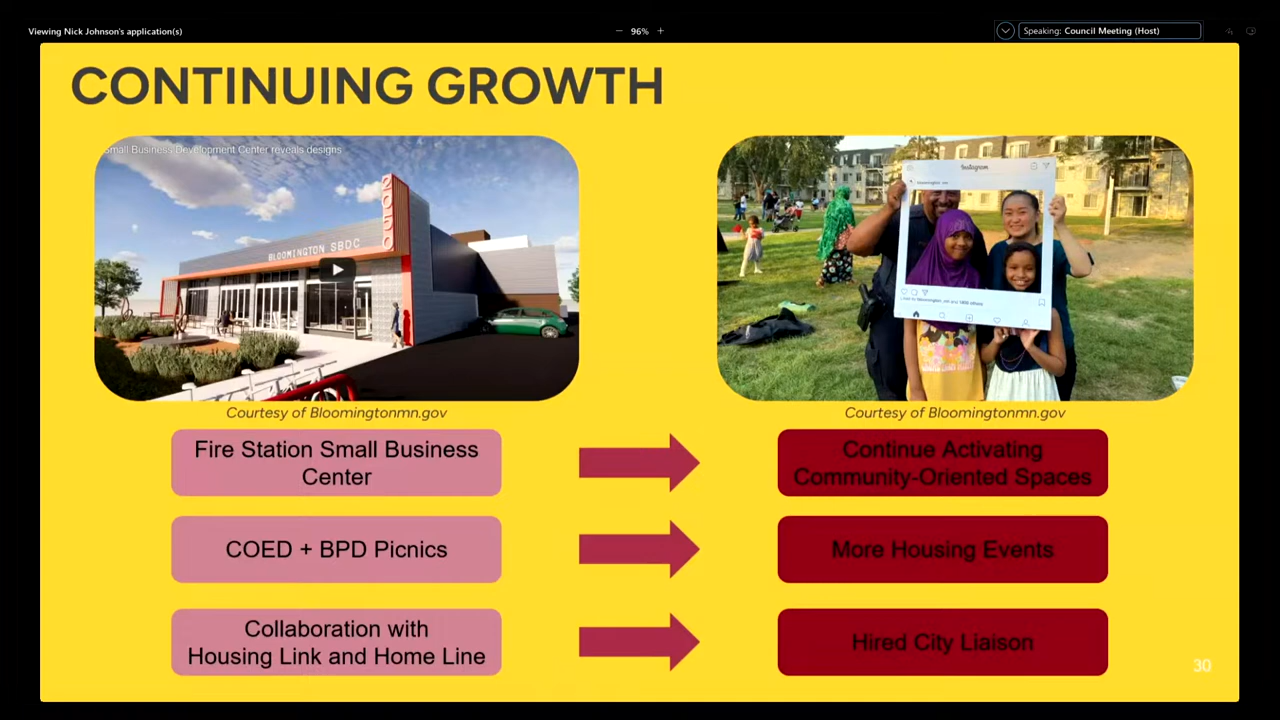 Viewing Nick Johnson's application(s)
96%
Speaking: Council Meeting (Host)
CONTINUING GROWTH
Small Business Development Center reveals designs
BLOOMINGTON SBDC
Instagram
bloomington
Courtesy of Bloomingtonmn.gov
Courtesy of Bloomingtonmn.gov
Fire Station Small Business
Center
Continue Activating
Community-Oriented Spaces
COED + BPD Picnics
More Housing Events
Collaboration with
Housing Link and Home Line
Hired City Liaison
30